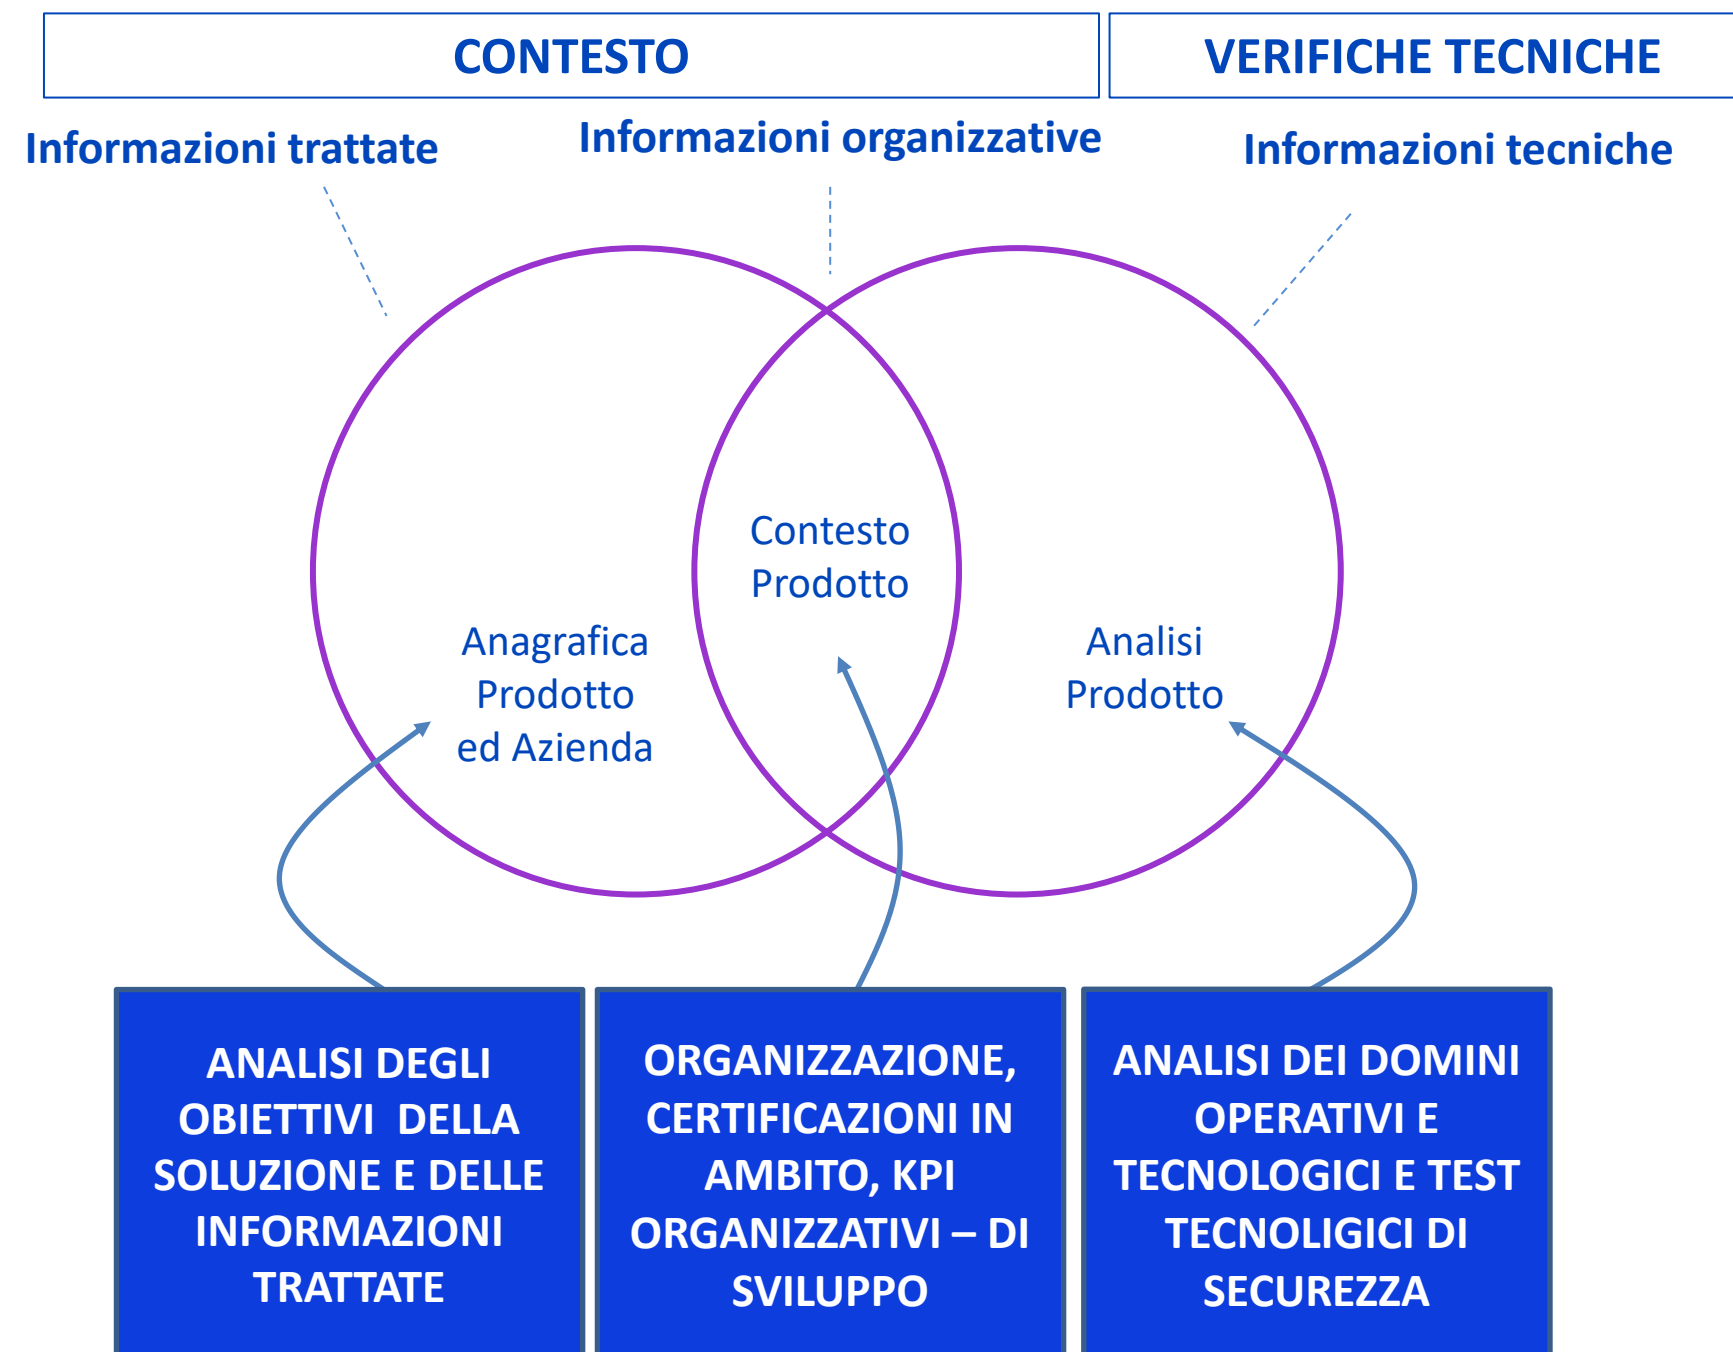 CONTESTO
VERIFICHE TECNICHE
Informazioni trattate
Informazioni organizzative
Informazioni tecniche
Contesto
Prodotto
Anagrafica
Prodotto
ed Azienda
Analisi
Prodotto
ANALISI DEGLI
OBIETTIVI DELLA
SOLUZIONE E DELLE
INFORMAZIONI
TRATTATE
ORGANIZZAZIONE,
CERTIFICAZIONI IN
AMBITO, KPI
ORGANIZZATIVI – DI
SVILUPPO
ANALISI DEI DOMINI
OPERATIVI E
TECNOLOGICI E TEST
TECNOLIGICI DI
SECUREZZA